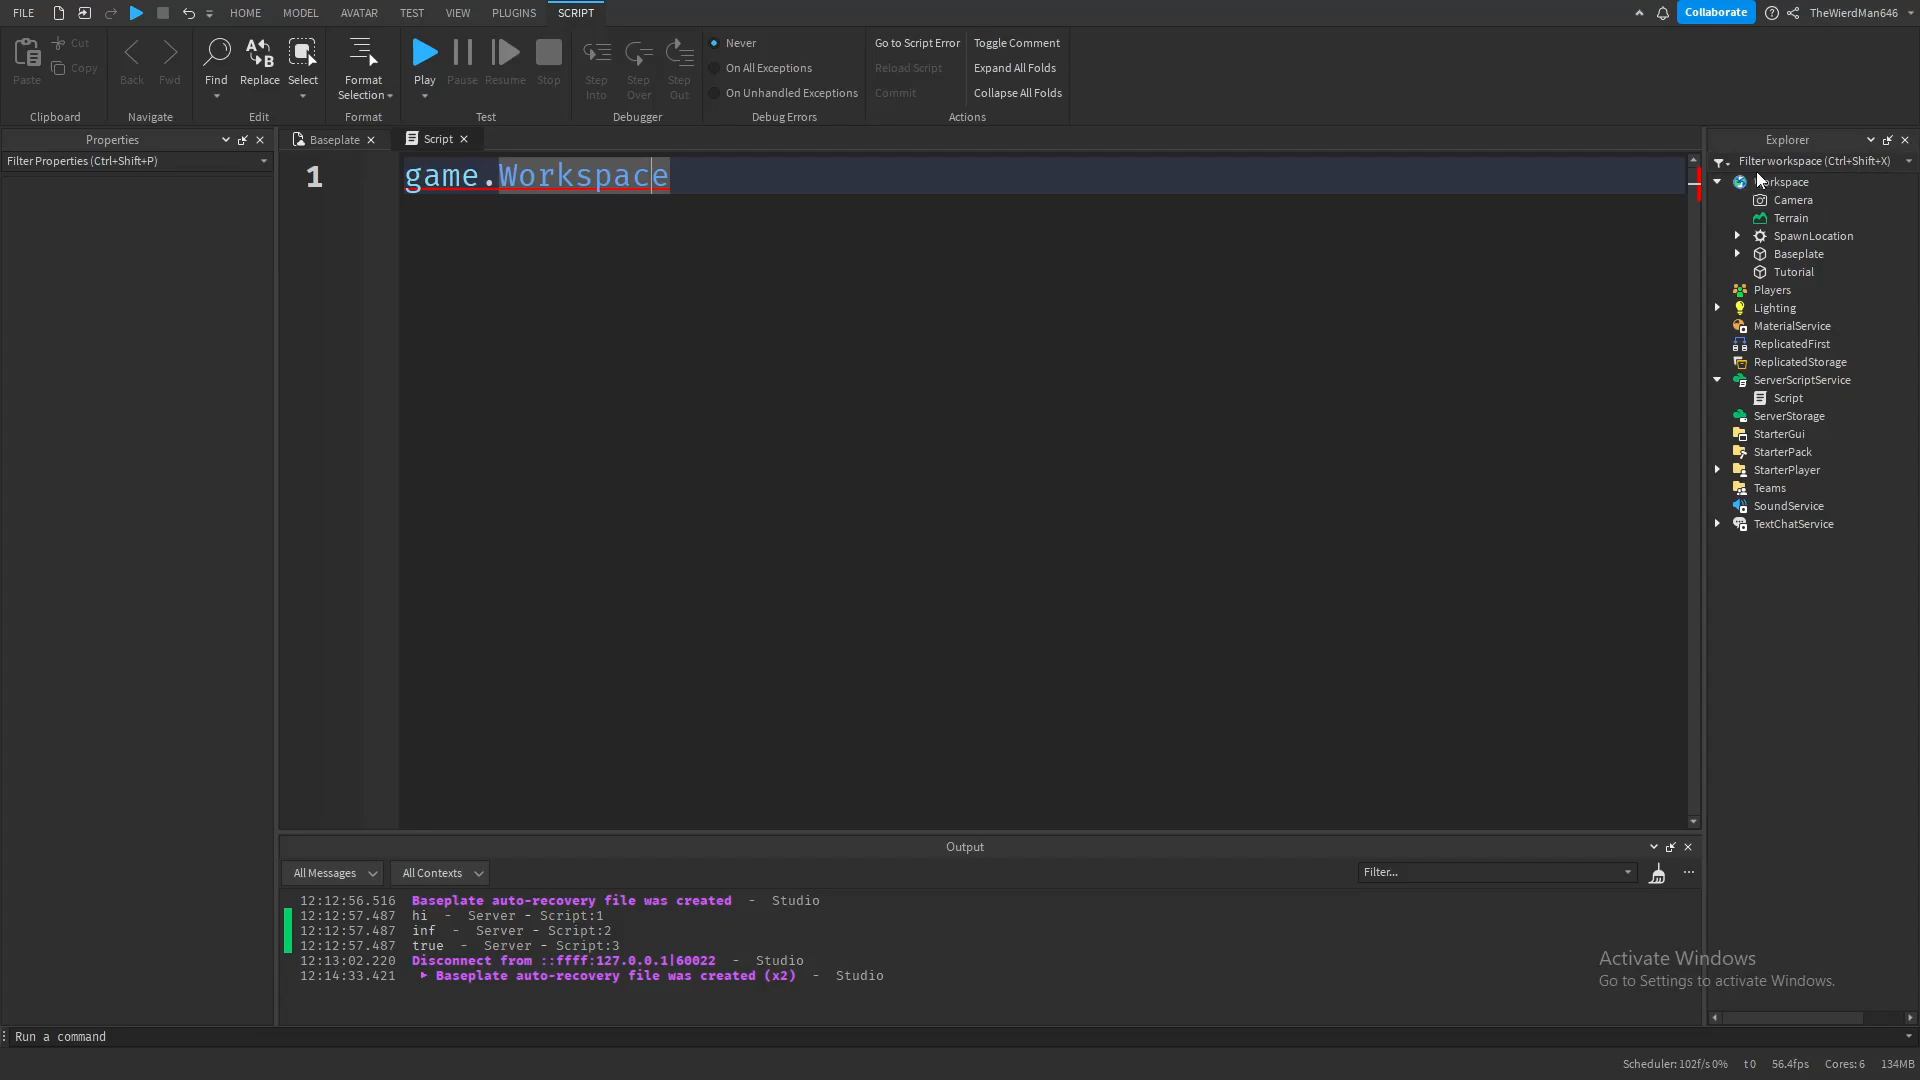 FILE HOME MODEL AVATAR TEST VIEW PLUGINS SCRIPT Collaborate TheWierdMan646
Paste Cut Copy Back Fwd Find Replace Select Format Selection Play Pause Resume Stop Step Into Step Over Step Out
Never
On All Exceptions
On Unhandled Exceptions
Go to Script Error
Reload Script
Commit
Toggle Comment
Expand All Folds
Collapse All Folds
Clipboard Navigate Edit Format Test Debugger Debug Errors Actions
Properties
Filter Properties (Ctrl+Shift+P)
Baseplate Script
1 game.Workspace
Explorer
Filter workspace (Ctrl+Shift+X)
Workspace
Camera
Terrain
SpawnLocation
Baseplate
Tutorial
Players
Lighting
MaterialService
ReplicatedFirst
ReplicatedStorage
ServerScriptService
Script
ServerStorage
StarterGui
StarterPack
StarterPlayer
Teams
SoundService
TextChatService
Output
All Messages All Contexts Filter...
12:12:56.516 Baseplate auto-recovery file was created - Studio
12:12:57.487 hi - Server - Script:1
12:12:57.487 inf - Server - Script:2
12:12:57.487 true - Server - Script:3
12:13:02.220 Disconnect from ::ffff:127.0.0.1|60022 - Studio
12:14:33.421 Baseplate auto-recovery file was created (x2) - Studio
Activate Windows
Go to Settings to activate Windows.
Run a command
Scheduler: 102f/s 0% t 0 56.4fps Cores: 6 134MB